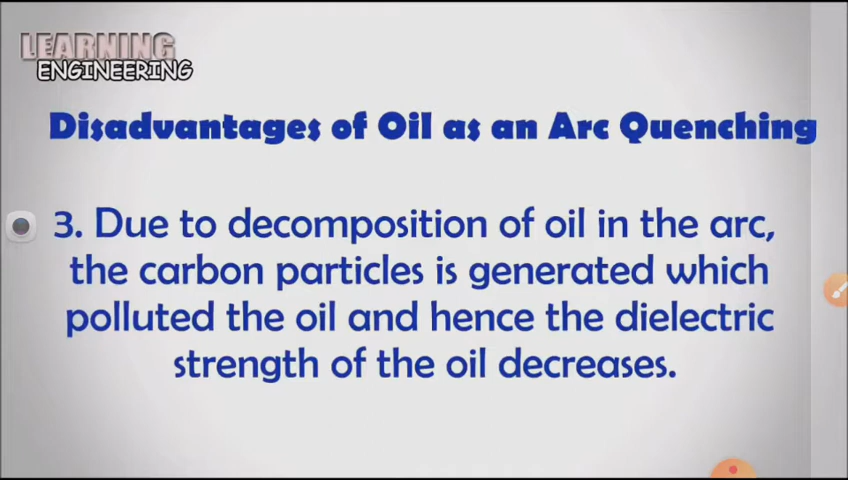 LEARNING
ENGINEERING
Disadvantages of Oil as an Arc Quenching
3. Due to decomposition of oil in the arc,
the carbon particles is generated which
polluted the oil and hence the dielectric
strength of the oil decreases.